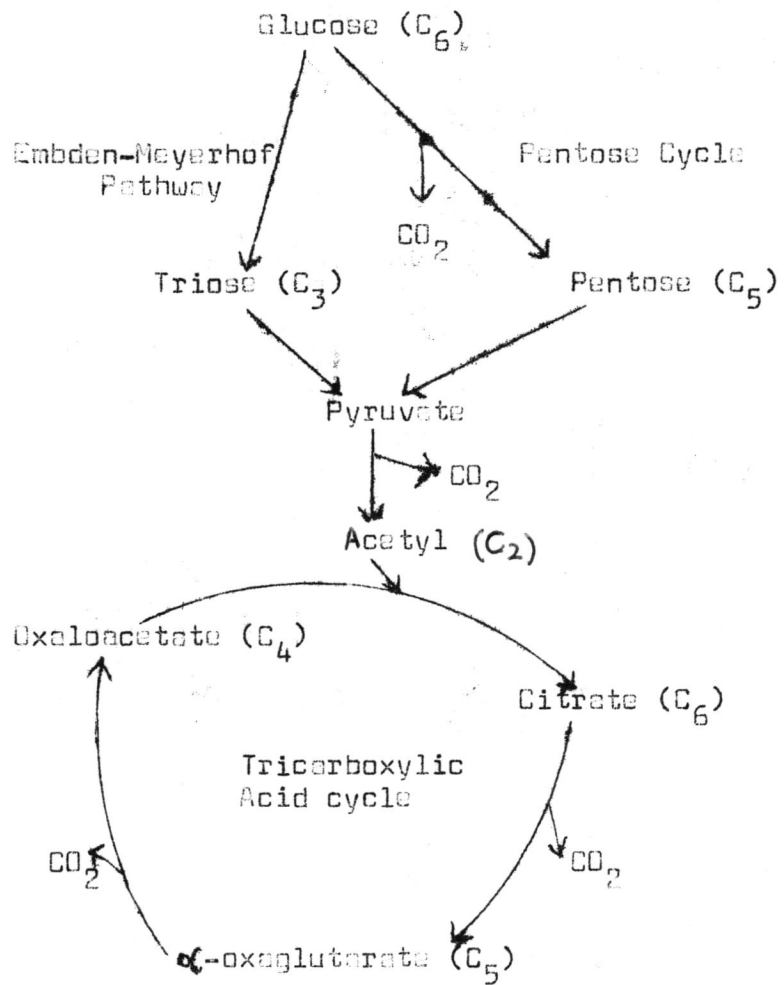 Glucose (C6)
Embden-Meyerhof
Pathway
Pentose Cycle
CO2
Triose (C3)
Pentose (C5)
Pyruvate
CO2
Acetyl (C2)
Oxaloacetate (C4)
Citrate (C6)
Tricarboxylic
Acid cycle
CO2
CO2
α-oxaglutarate (C5)